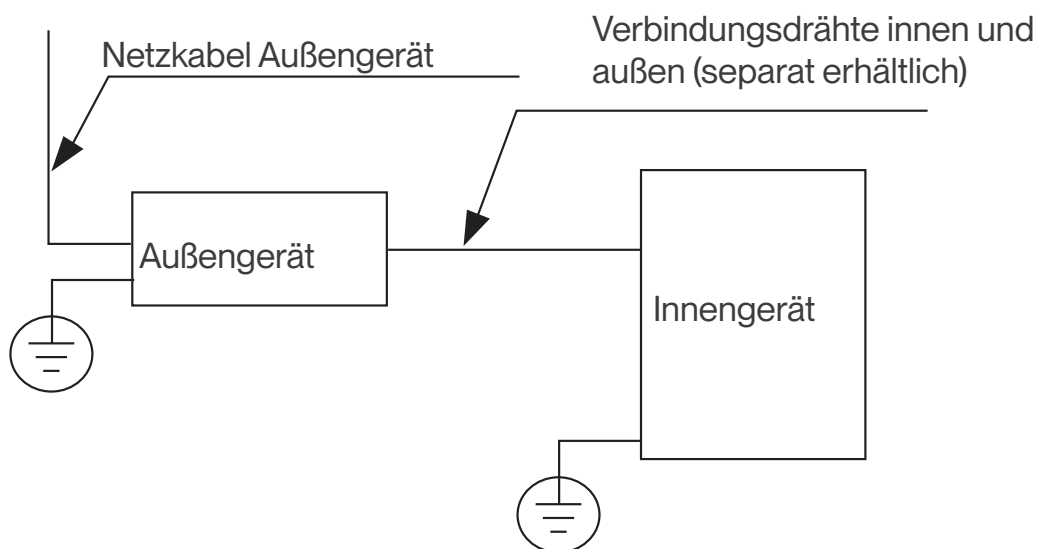 Netzkabel Außengerät
Verbindungsdrähte innen und
außen (separat erhältlich)
Außengerät
Innengerät